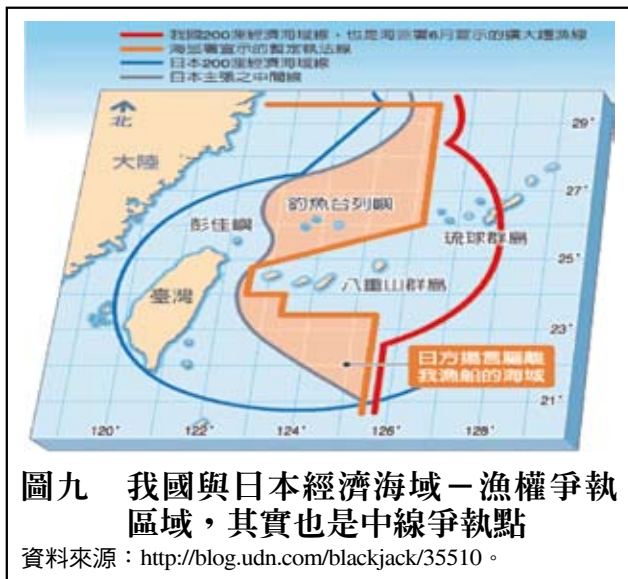 我國200浬經濟海域線，也是海巡署6月宣示的擴大護漁線
海巡署宣示的暫定執法線
日本200浬經濟海域線
日本主張之中間線
北
大陸
29°
釣魚台列嶼
27°
彭佳嶼
琉球群島
25°
臺灣
八重山群島
23°
日方揚言驅離
我漁船的海域
21°
120°
122°
124°
126°
128°
圖九　我國與日本經濟海域－漁權爭執
區域，其實也是中線爭執點
資料來源：http://blog.udn.com/blackjack/35510。